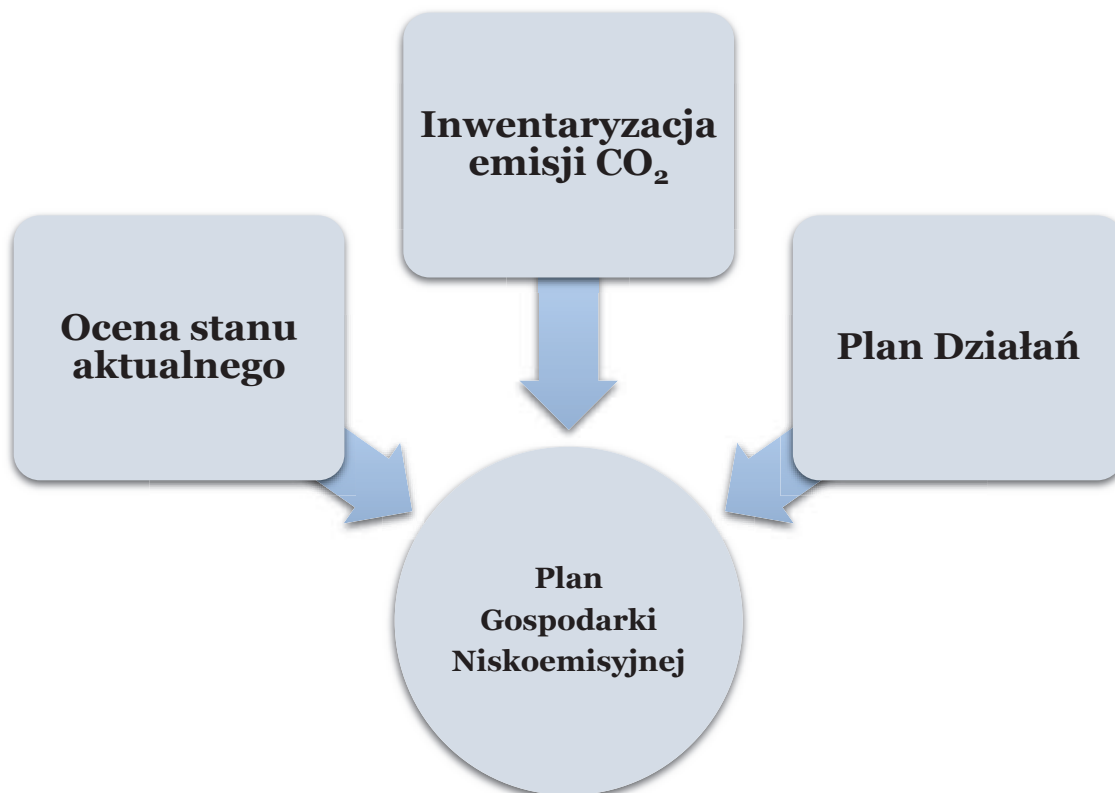 Inwentaryzacja
emisji CO₂
Ocena stanu
aktualnego
Plan Działań
Plan
Gospodarki
Niskoemisyjnej